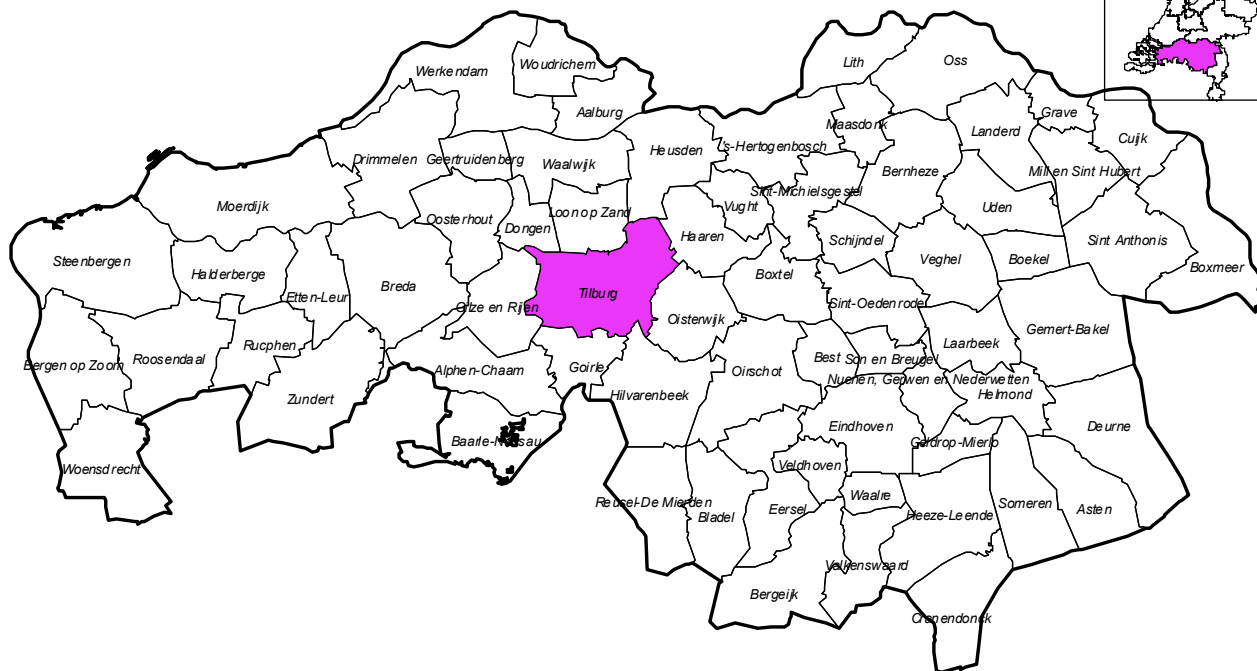 Lith
Oss
Woudrichem
Werkendam
Aalburg
Grave
Maasdonk
Landerd
Cuijk
's-Hertogenbosch
Heusden
Drimmelen
Geertruidenberg
Waalwijk
Bernheze
Mill en Sint Hubert
Sint-Michielsgestel
Moerdijk
Oosterhout
Loon op Zand
Vught
Uden
Dongen
Haaren
Schijndel
Sint Anthonis
Steenbergen
Halderberge
Veghel
Boekel
Boxmeer
Boxtel
Etten-Leur
Breda
Tilburg
Gilze en Rijen
Sint-Oedenrode
Oisterwijk
Gemert-Bakel
Rucphen
Laarbeek
Bergen op Zoom
Roosendaal
Best
Son en Breugel
Alphen-Chaam
Goirle
Oirschot
Nuenen, Gerwen en Nederwetten
Zundert
Hilvarenbeek
Helmond
Eindhoven
Deurne
Baarle-Nassau
Geldrop-Mierlo
Woensdrecht
Veldhoven
Waalre
Reusel-De Mierden
Bladel
Eersel
Heeze-Leende
Someren
Asten
Valkenswaard
Bergeijk
Cranendonck